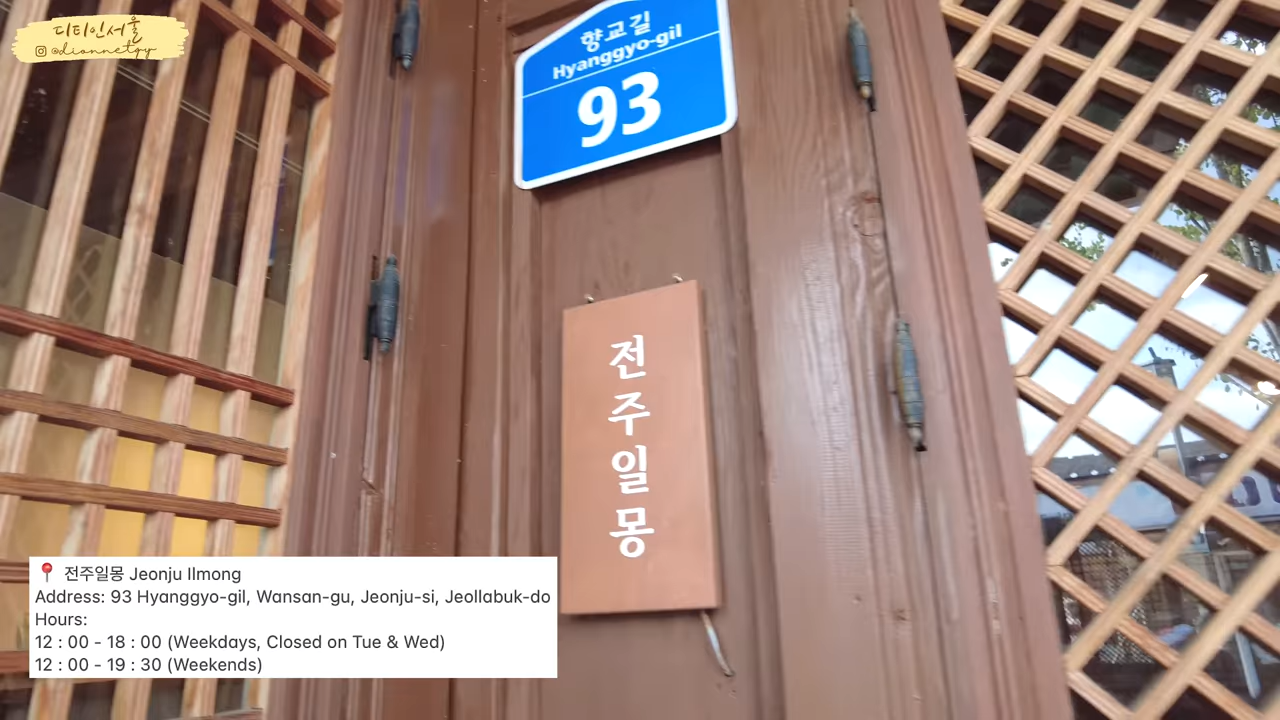 디티인서울
@dionnetgy
향교길
Hyanggyo-gil
93
전주일몽
📍 전주일몽 Jeonju Ilmong
Address: 93 Hyanggyo-gil, Wansan-gu, Jeonju-si, Jeollabuk-do
Hours:
12 : 00 - 18 : 00 (Weekdays, Closed on Tue & Wed)
12 : 00 - 19 : 30 (Weekends)